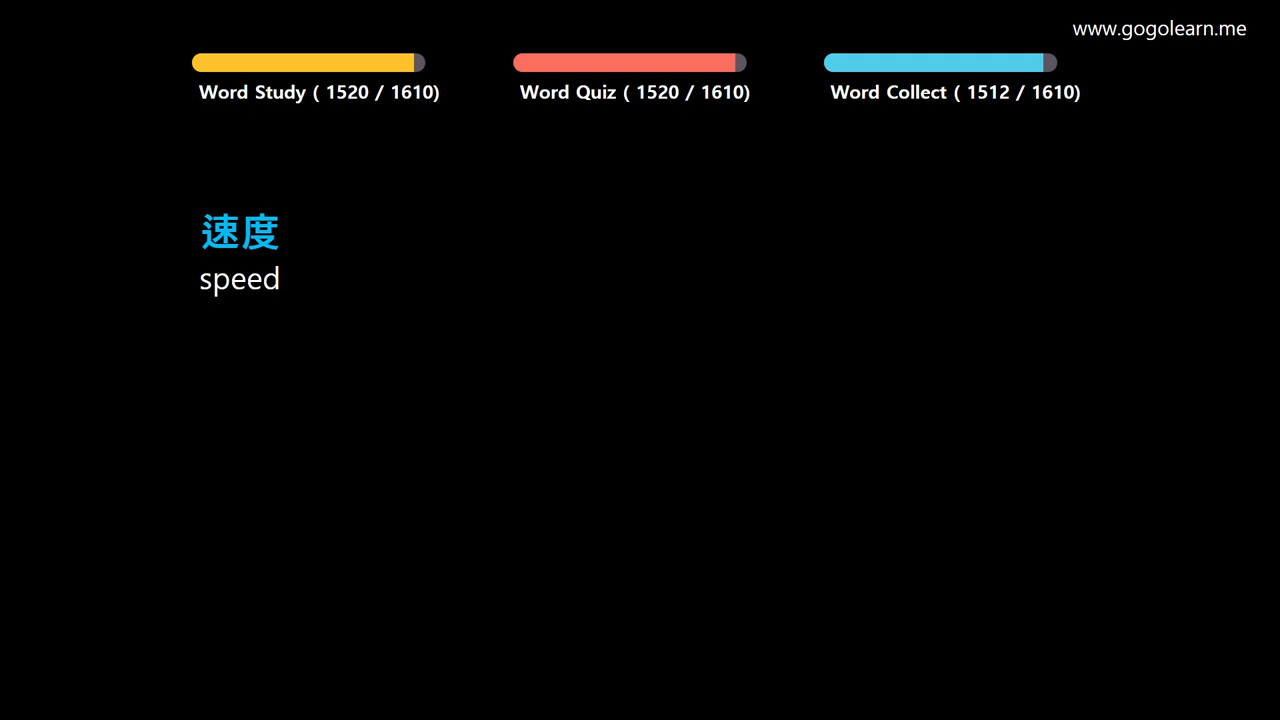 www.gogolearn.me
Word Study ( 1520 / 1610)
Word Quiz ( 1520 / 1610)
Word Collect ( 1512 / 1610)
速度
speed